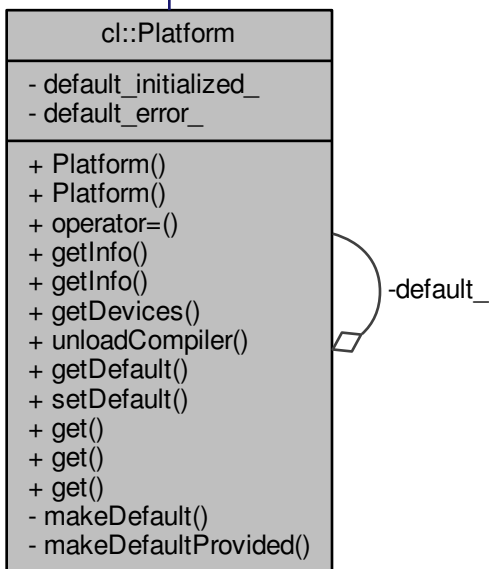 cl::Platform
- default_initialized_
- default_error_
+ Platform()
+ Platform()
+ operator=()
+ getInfo()
+ getInfo()
+ getDevices()
+ unloadCompiler()
+ getDefault()
+ setDefault()
+ get()
+ get()
+ get()
- makeDefault()
- makeDefaultProvided()
-default_